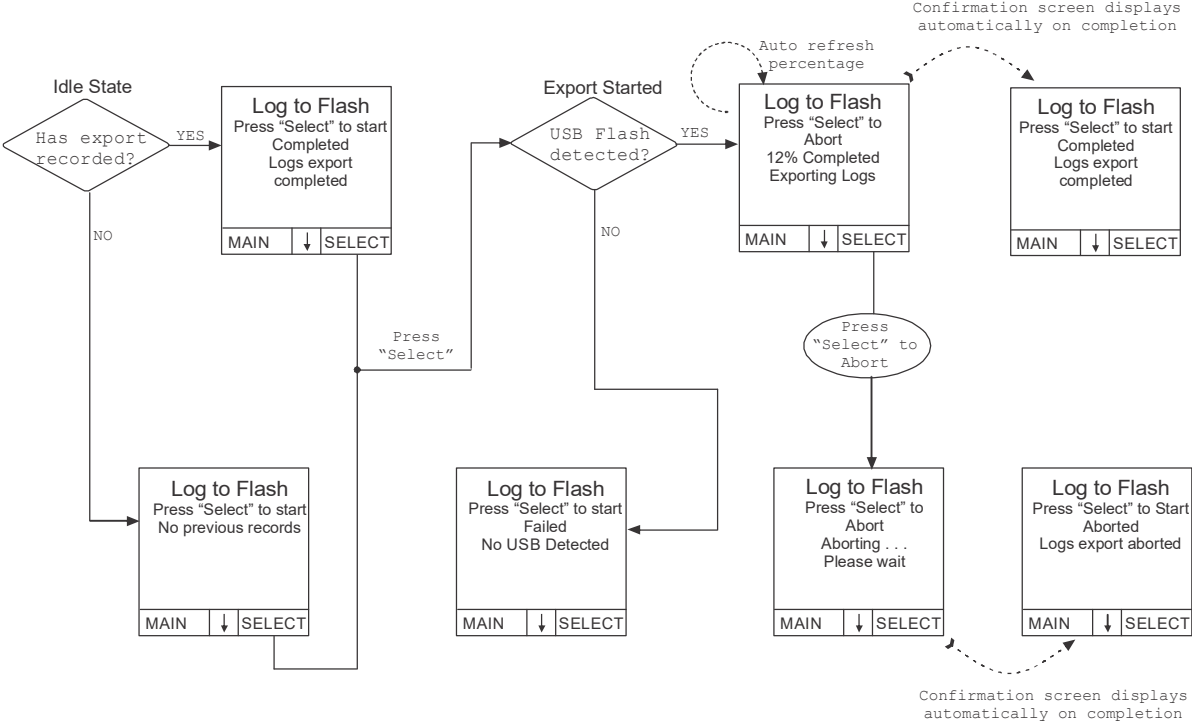 Confirmation screen displays
automatically on completion
Auto refresh
percentage
Idle State
Has export
recorded?
YES
NO
Log to Flash
Press “Select” to start
Completed
Logs export
completed
MAIN ↓ SELECT
Press
“Select”
Export Started
USB Flash
detected?
YES
NO
Log to Flash
Press “Select” to
Abort
12% Completed
Exporting Logs
MAIN ↓ SELECT
Log to Flash
Press “Select” to start
Completed
Logs export
completed
MAIN ↓ SELECT
Press
“Select” to
Abort
Log to Flash
Press “Select” to start
No previous records
MAIN ↓ SELECT
Log to Flash
Press “Select” to start
Failed
No USB Detected
MAIN ↓ SELECT
Log to Flash
Press “Select” to
Abort
Aborting . . .
Please wait
MAIN ↓ SELECT
Log to Flash
Press “Select” to Start
Aborted
Logs export aborted
MAIN ↓ SELECT
Confirmation screen displays
automatically on completion